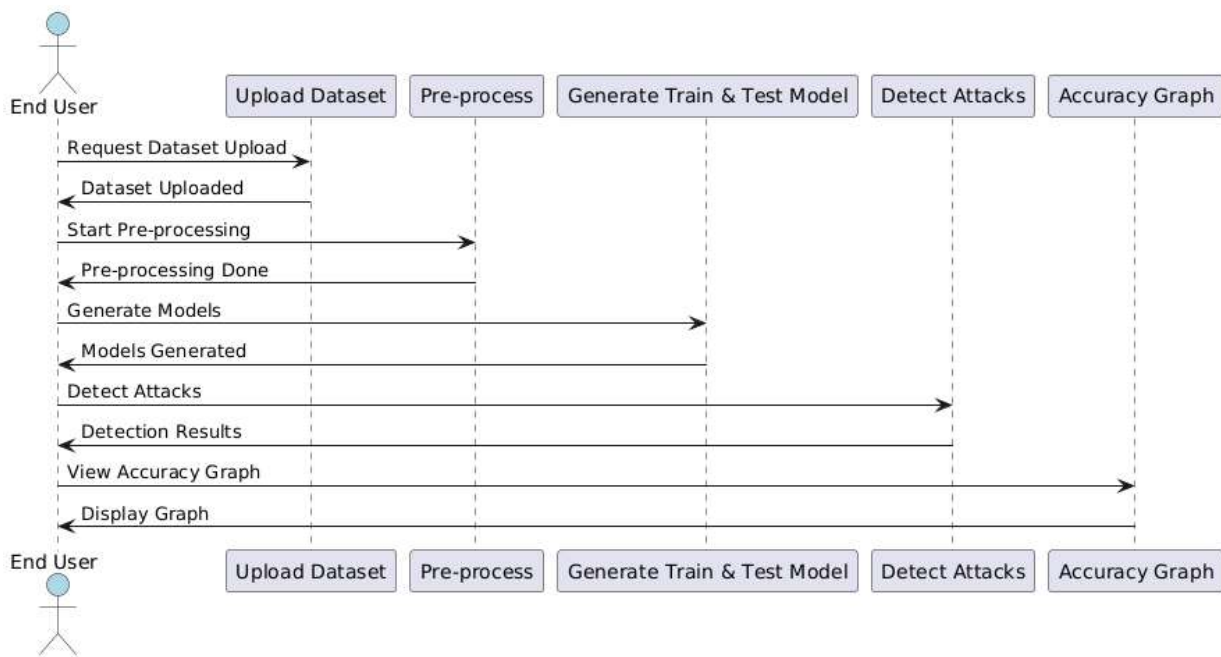 End User
Upload Dataset
Pre-process
Generate Train & Test Model
Detect Attacks
Accuracy Graph
Request Dataset Upload
Dataset Uploaded
Start Pre-processing
Pre-processing Done
Generate Models
Models Generated
Detect Attacks
Detection Results
View Accuracy Graph
Display Graph
End User
Upload Dataset
Pre-process
Generate Train & Test Model
Detect Attacks
Accuracy Graph